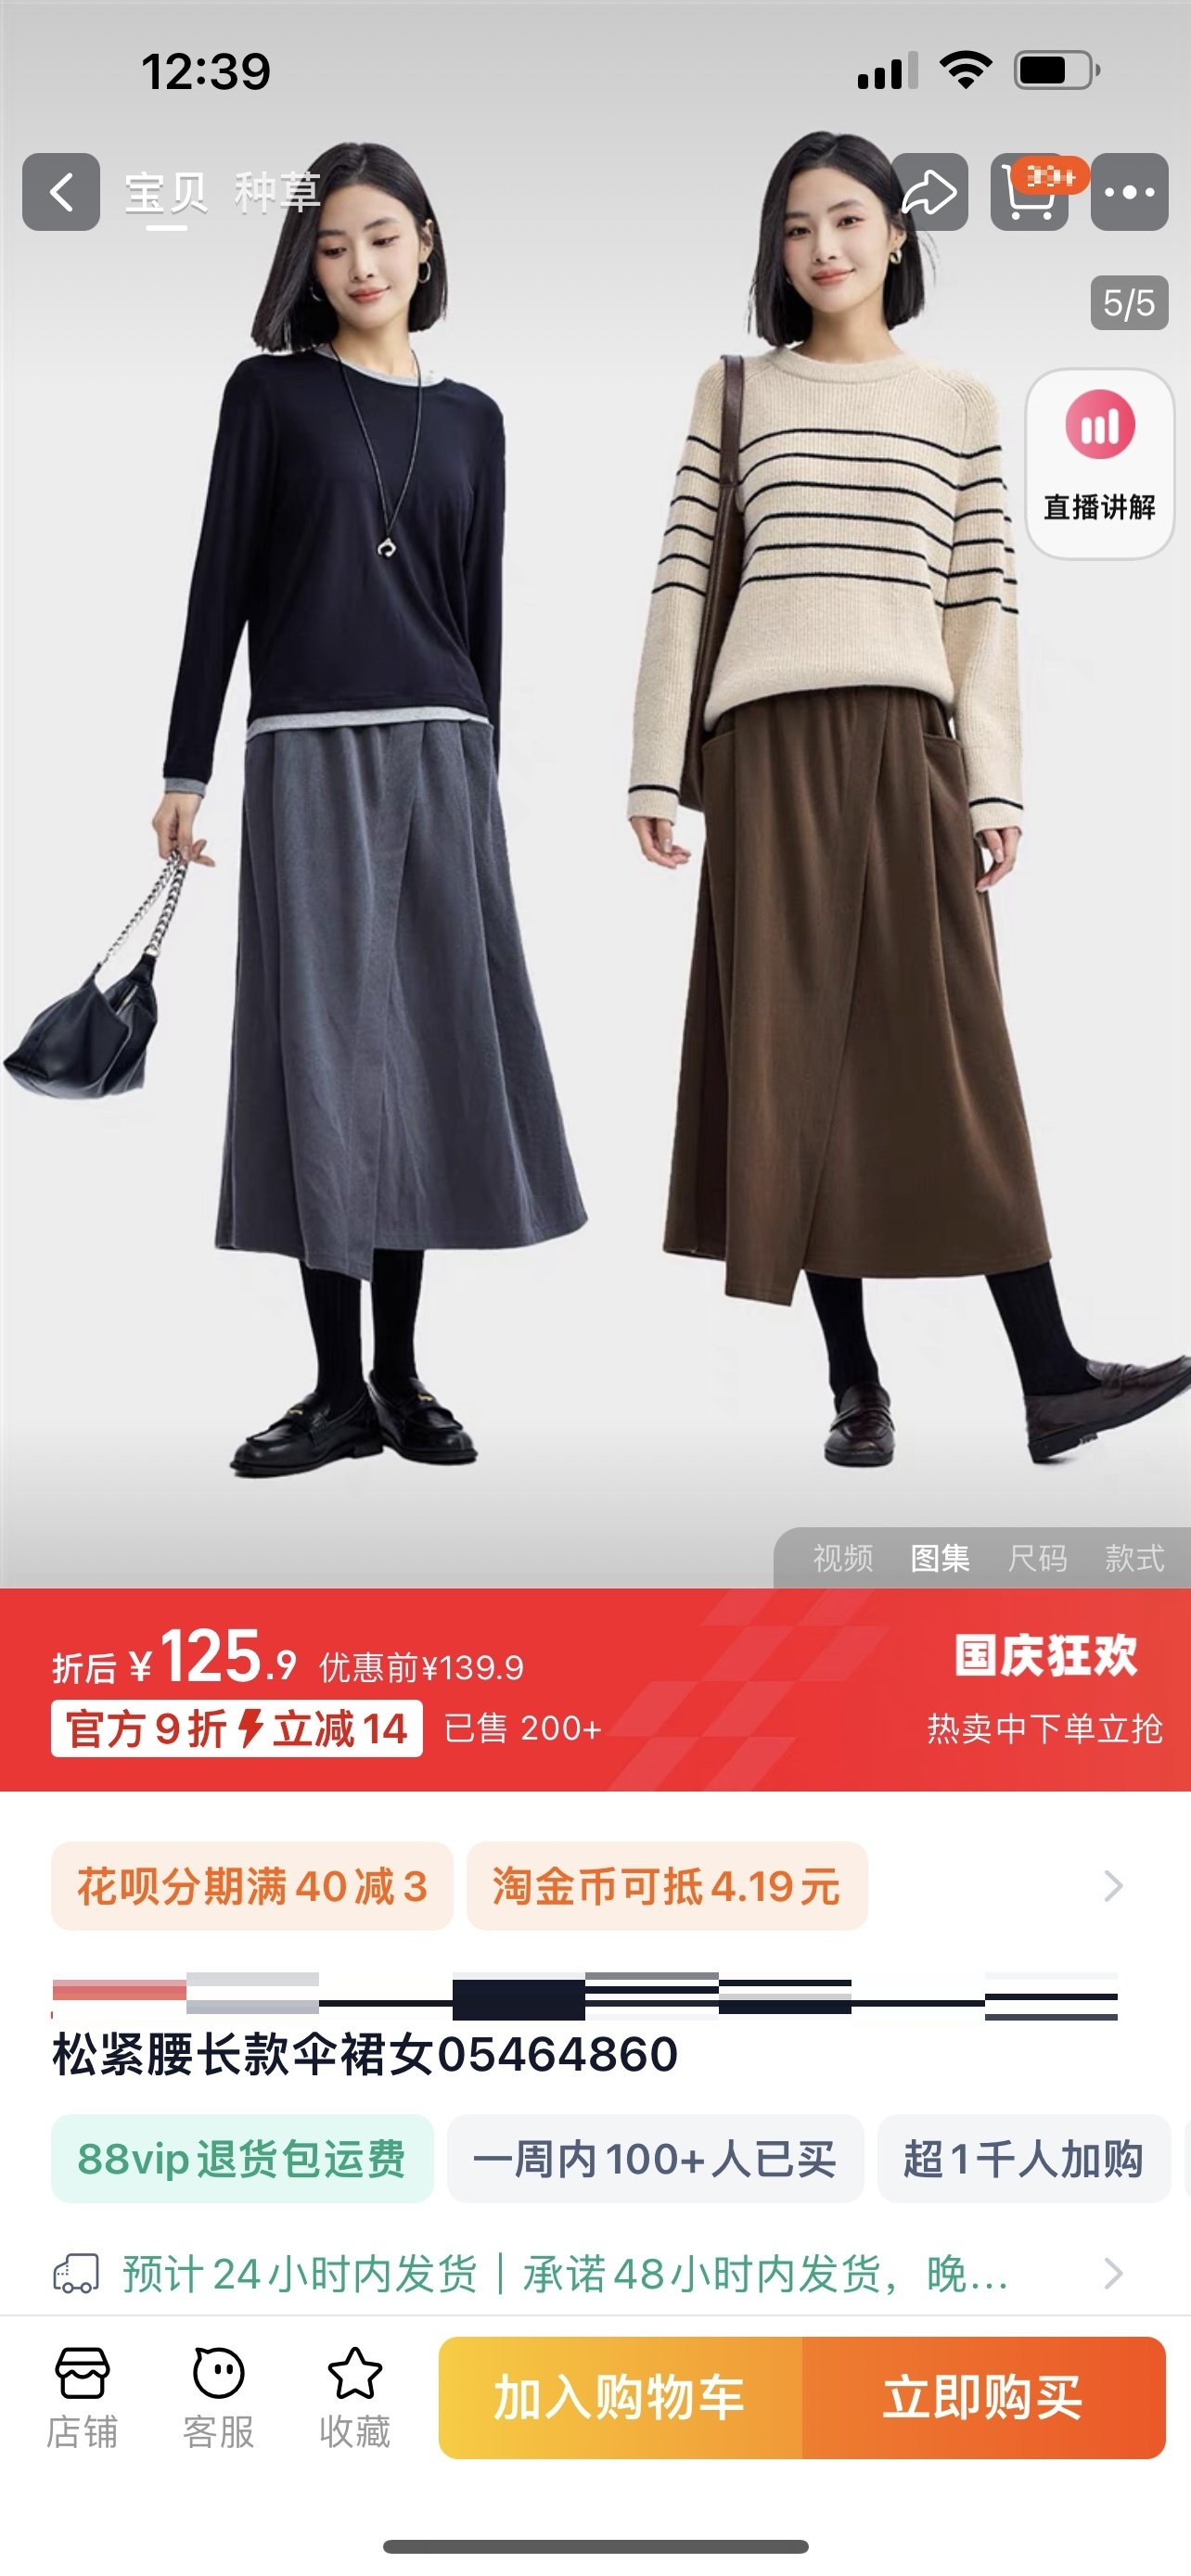 12:39
宝贝 种草
5/5
直播讲解
视频 图集 尺码 款式
折后¥125.9 优惠前¥139.9
国庆狂欢
官方9折立减14 已售 200+
热卖中下单立抢
花呗分期满40减3 淘金币可抵4.19元
松紧腰长款伞裙女05464860
88vip退货包运费 一周内100+人已买 超1千人加购
预计24小时内发货｜承诺48小时内发货，晚...
店铺 客服 收藏 加入购物车 立即购买